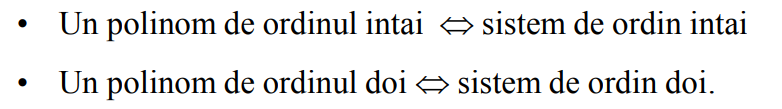 • Un polinom de ordinul intai ⇔ sistem de ordin intai
• Un polinom de ordinul doi ⇔ sistem de ordin doi.